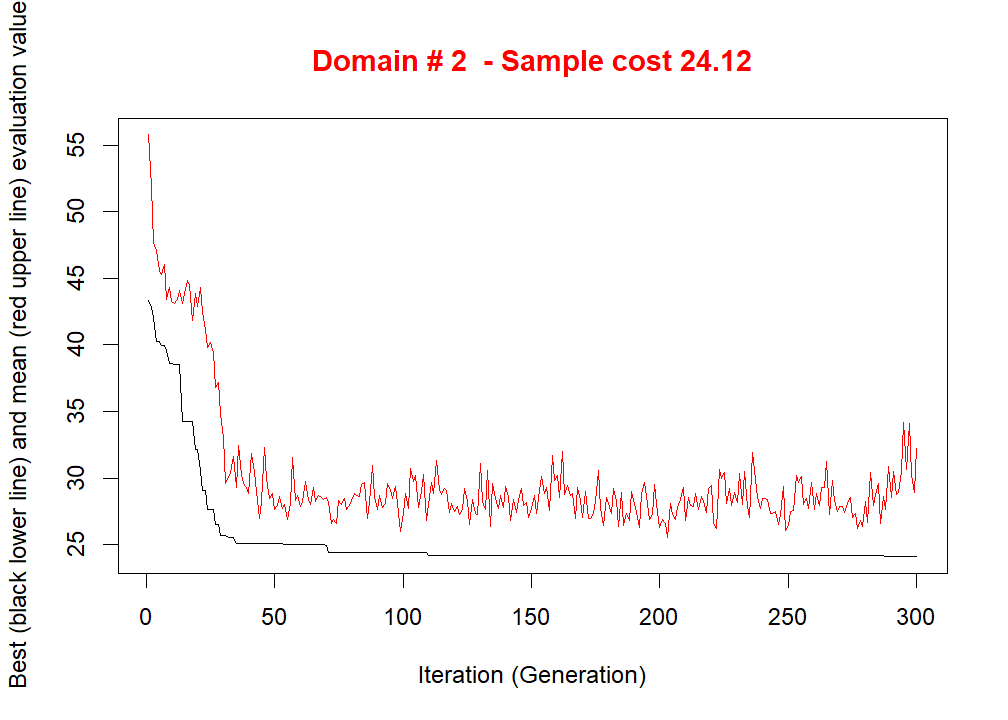 Domain # 2  - Sample cost 24.12
Best (black lower line) and mean (red upper line) evaluation value
55
50
45
40
35
30
25
0 50 100 150 200 250 300
Iteration (Generation)